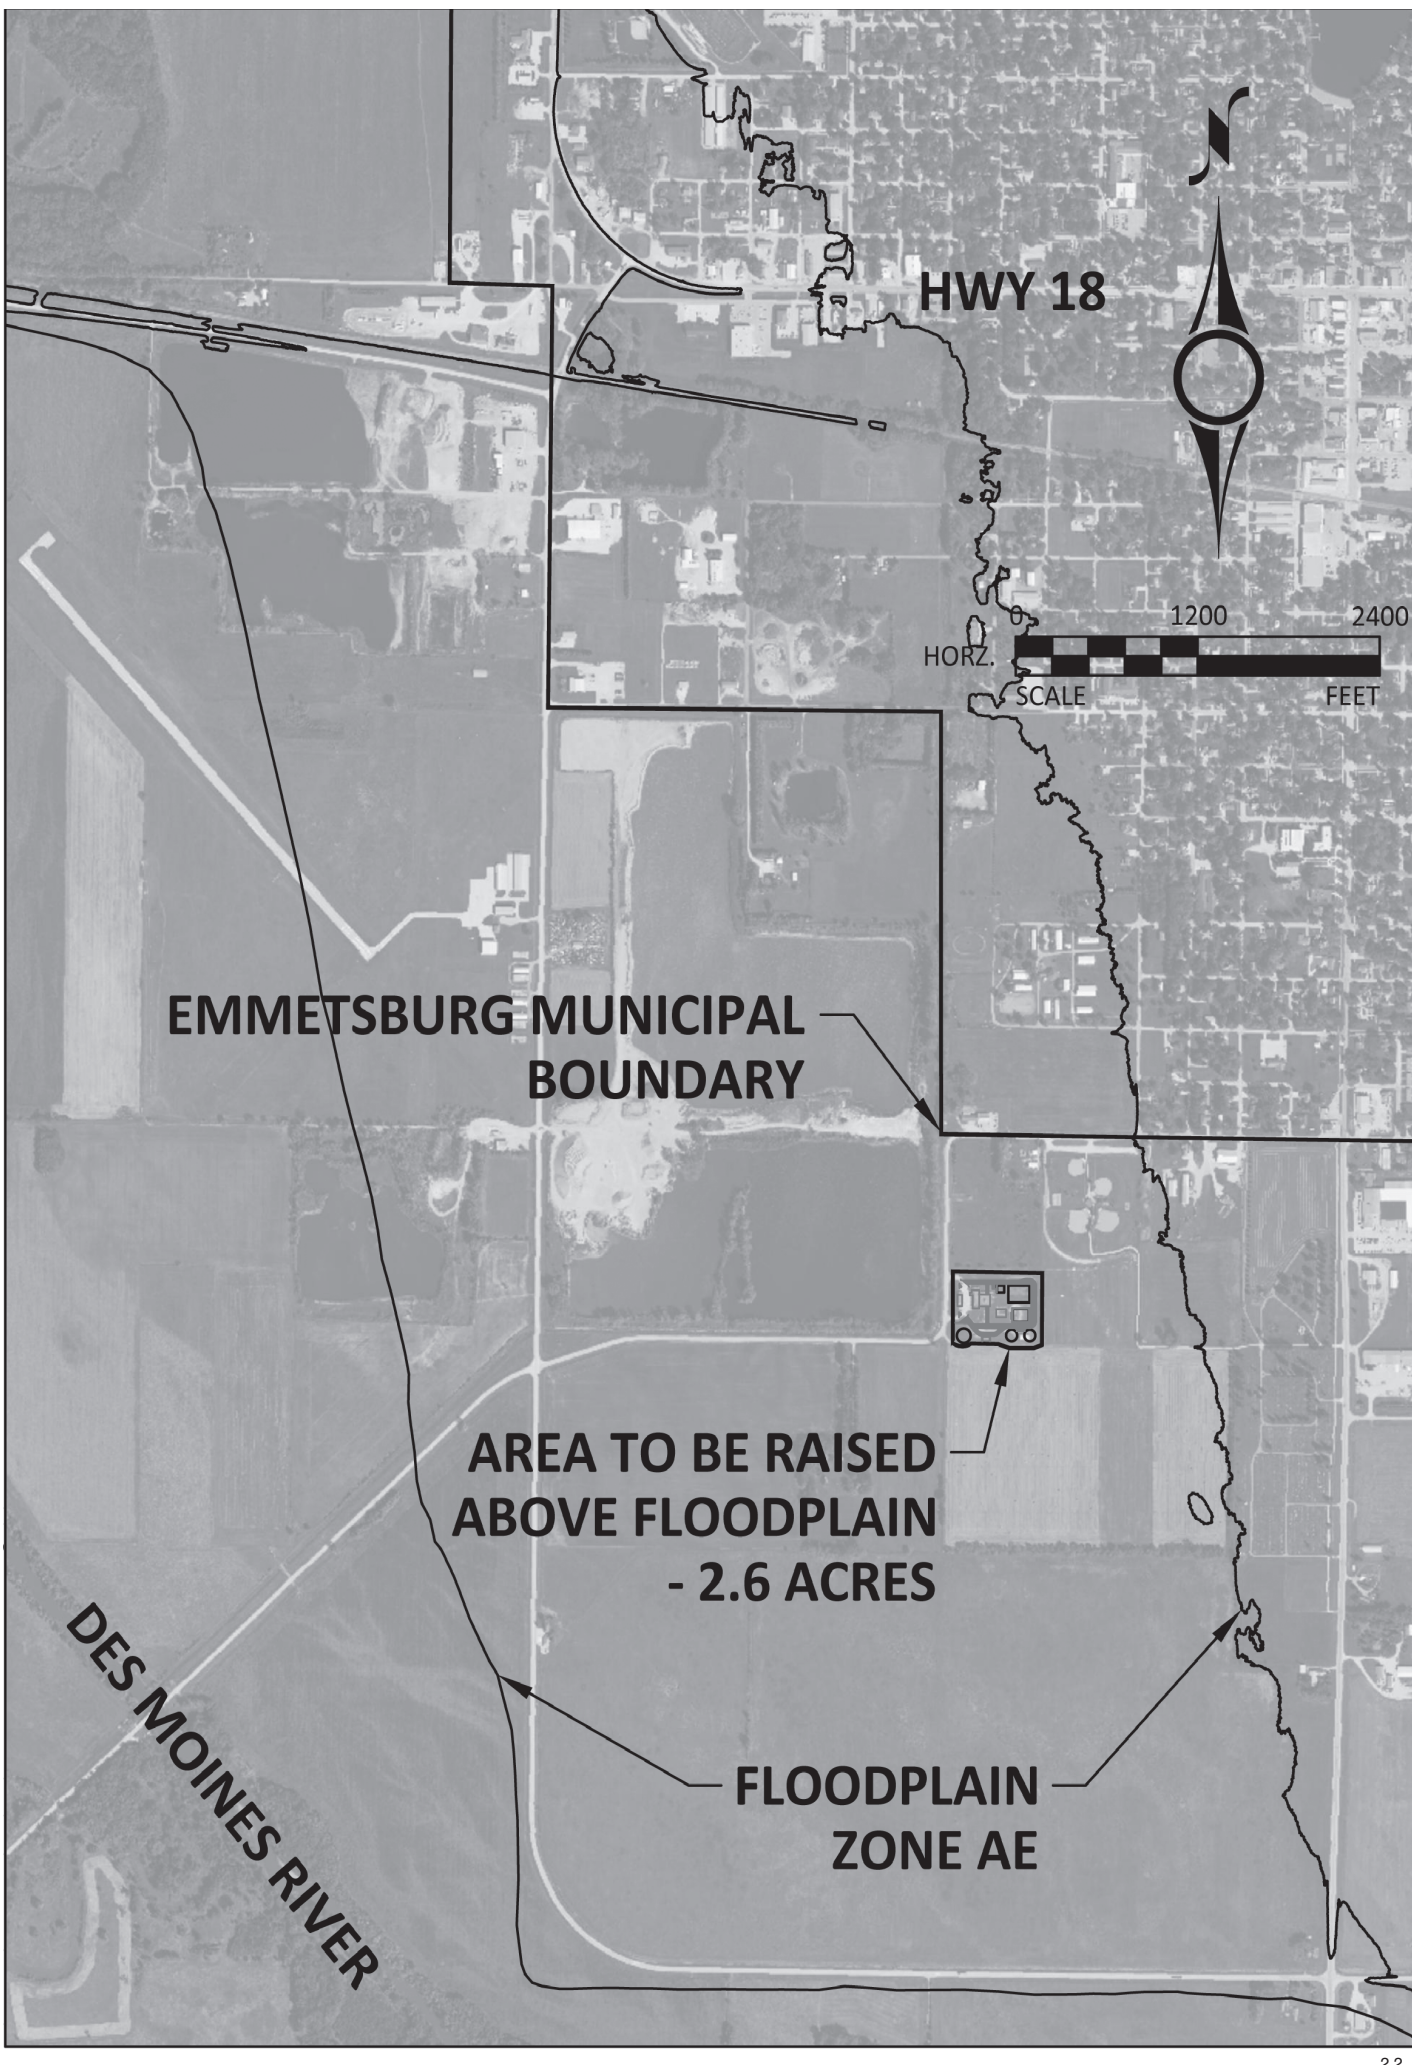 N
HWY 18
0 1200 2400
HORZ.
SCALE FEET
EMMETSBURG MUNICIPAL
BOUNDARY
AREA TO BE RAISED
ABOVE FLOODPLAIN
- 2.6 ACRES
DES MOINES RIVER
FLOODPLAIN
ZONE AE